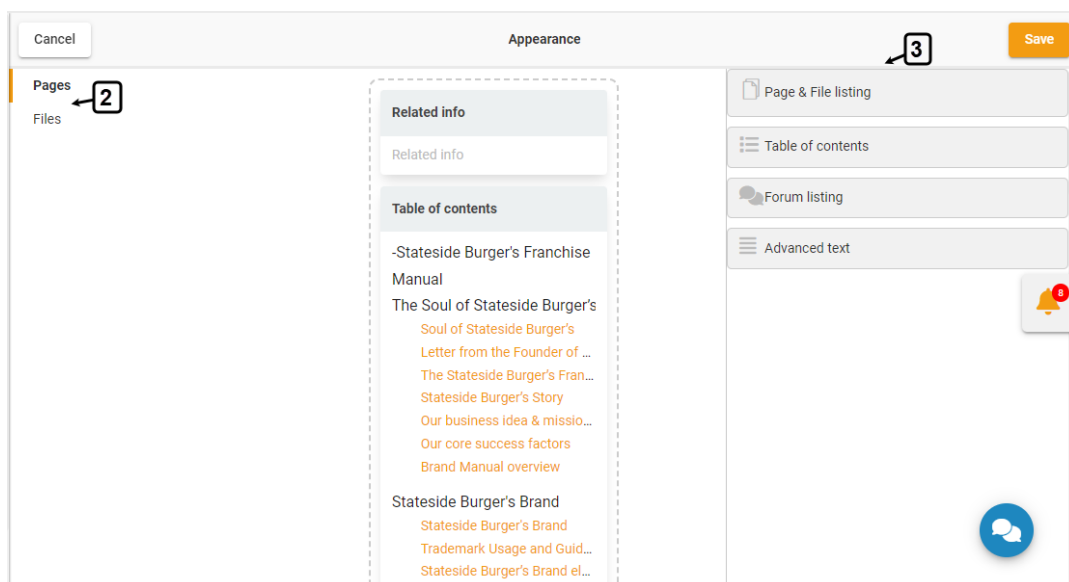 Cancel
Appearance
Save
3
Pages
2
Files
Related info
Related info
Table of contents
-Stateside Burger's Franchise
Manual
The Soul of Stateside Burger's
Soul of Stateside Burger's
Letter from the Founder of ...
The Stateside Burger's Fran...
Stateside Burger's Story
Our business idea & missio...
Our core success factors
Brand Manual overview
Stateside Burger's Brand
Stateside Burger's Brand
Trademark Usage and Guid...
Stateside Burger's Brand el...
Page & File listing
Table of contents
Forum listing
Advanced text
8